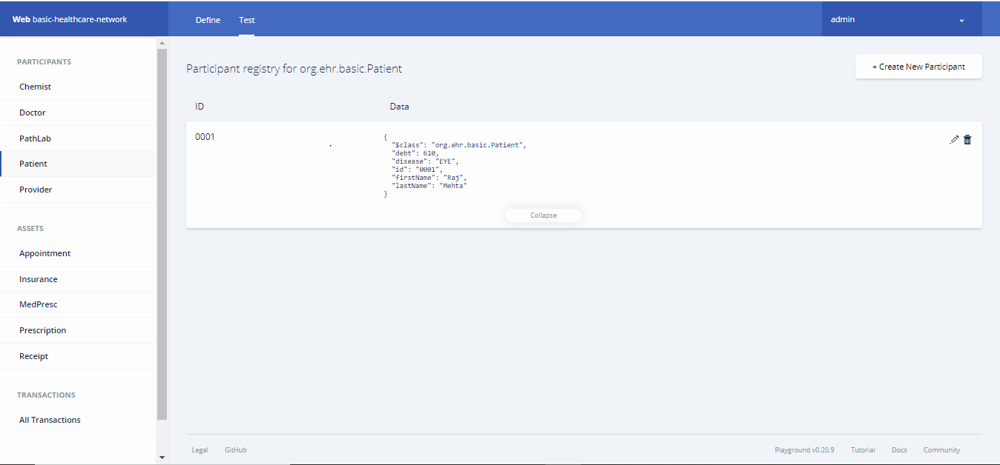 Web basic-healthcare-network
Define
Test
admin
PARTICIPANTS
Chemist
Doctor
PathLab
Patient
Provider
ASSETS
Appointment
Insurance
MedPresc
Prescription
Receipt
TRANSACTIONS
All Transactions
Participant registry for org.ehr.basic.Patient
+ Create New Participant
ID
Data
0001
{
"$class": "org.ehr.basic.Patient",
"debt": 610,
"disease": "EYE",
"id": "0001",
"firstName": "Raj",
"lastName": "Mehta"
}
Collapse
Legal
GitHub
Playground v0.20.9
Tutorial
Docs
Community